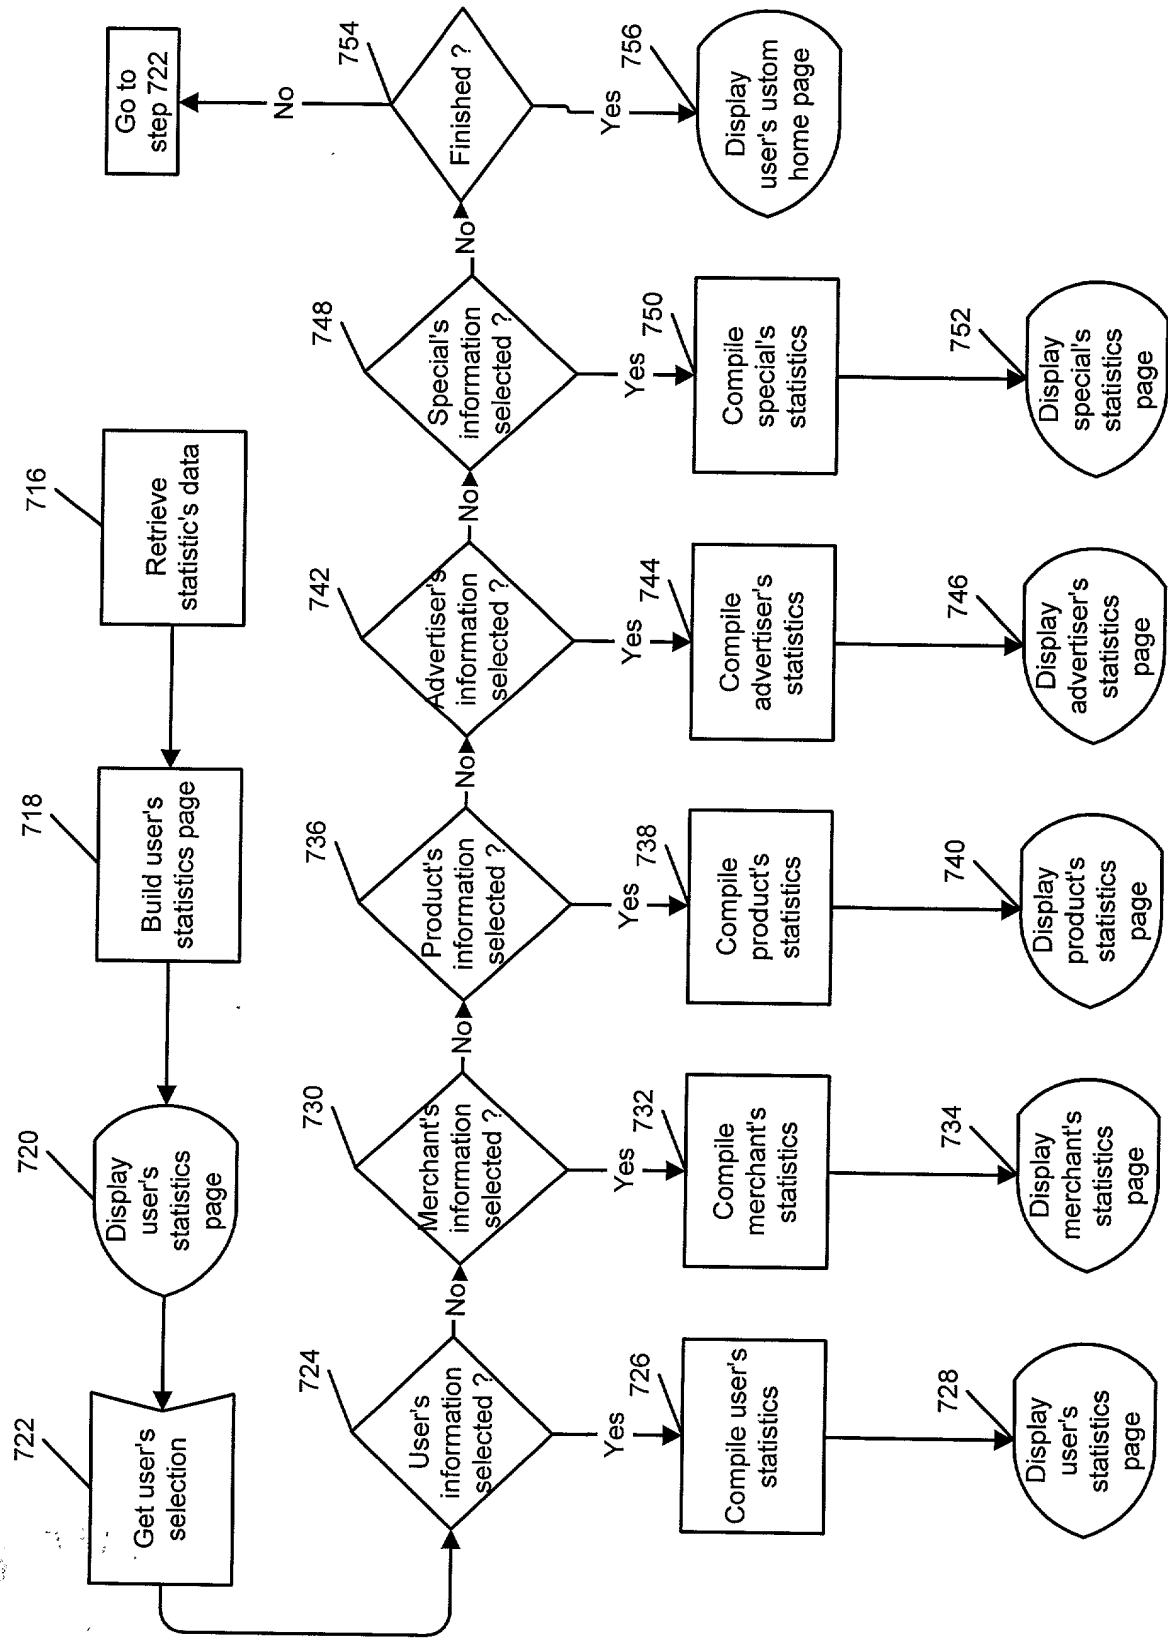 716
Retrieve
statistic's data
718
Build user's
statistics page
720
Display
user's
statistics
page
722
Get user's
selection
724
User's
information
selected ?
No
Yes
726
Compile user's
statistics
728
Display
user's
statistics
page
730
Merchant's
information
selected ?
No
Yes
732
Compile
merchant's
statistics
734
Display
merchant's
statistics
page
736
Product's
information
selected ?
No
Yes
738
Compile
product's
statistics
740
Display
product's
statistics
page
742
Advertiser's
information
selected ?
No
Yes
744
Compile
advertiser's
statistics
746
Display
advertiser's
statistics
page
748
Special's
information
selected ?
No
Yes
750
Compile
special's
statistics
752
Display
special's
statistics
page
754
Finished ?
No
Go to
step 722
Yes
756
Display
user's ustom
home page